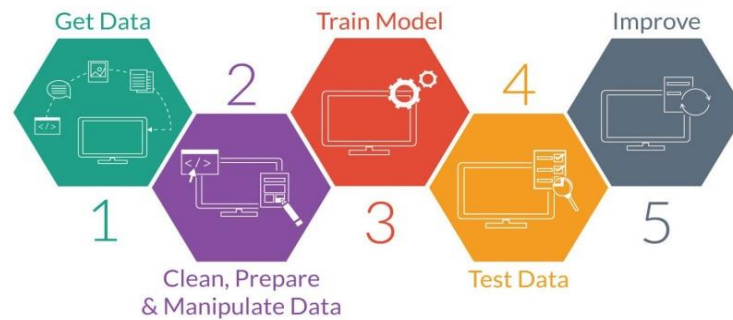 Get Data
1
</>
2
</>
Clean, Prepare
& Manipulate Data
Train Model
3
4
Test Data
Improve
5